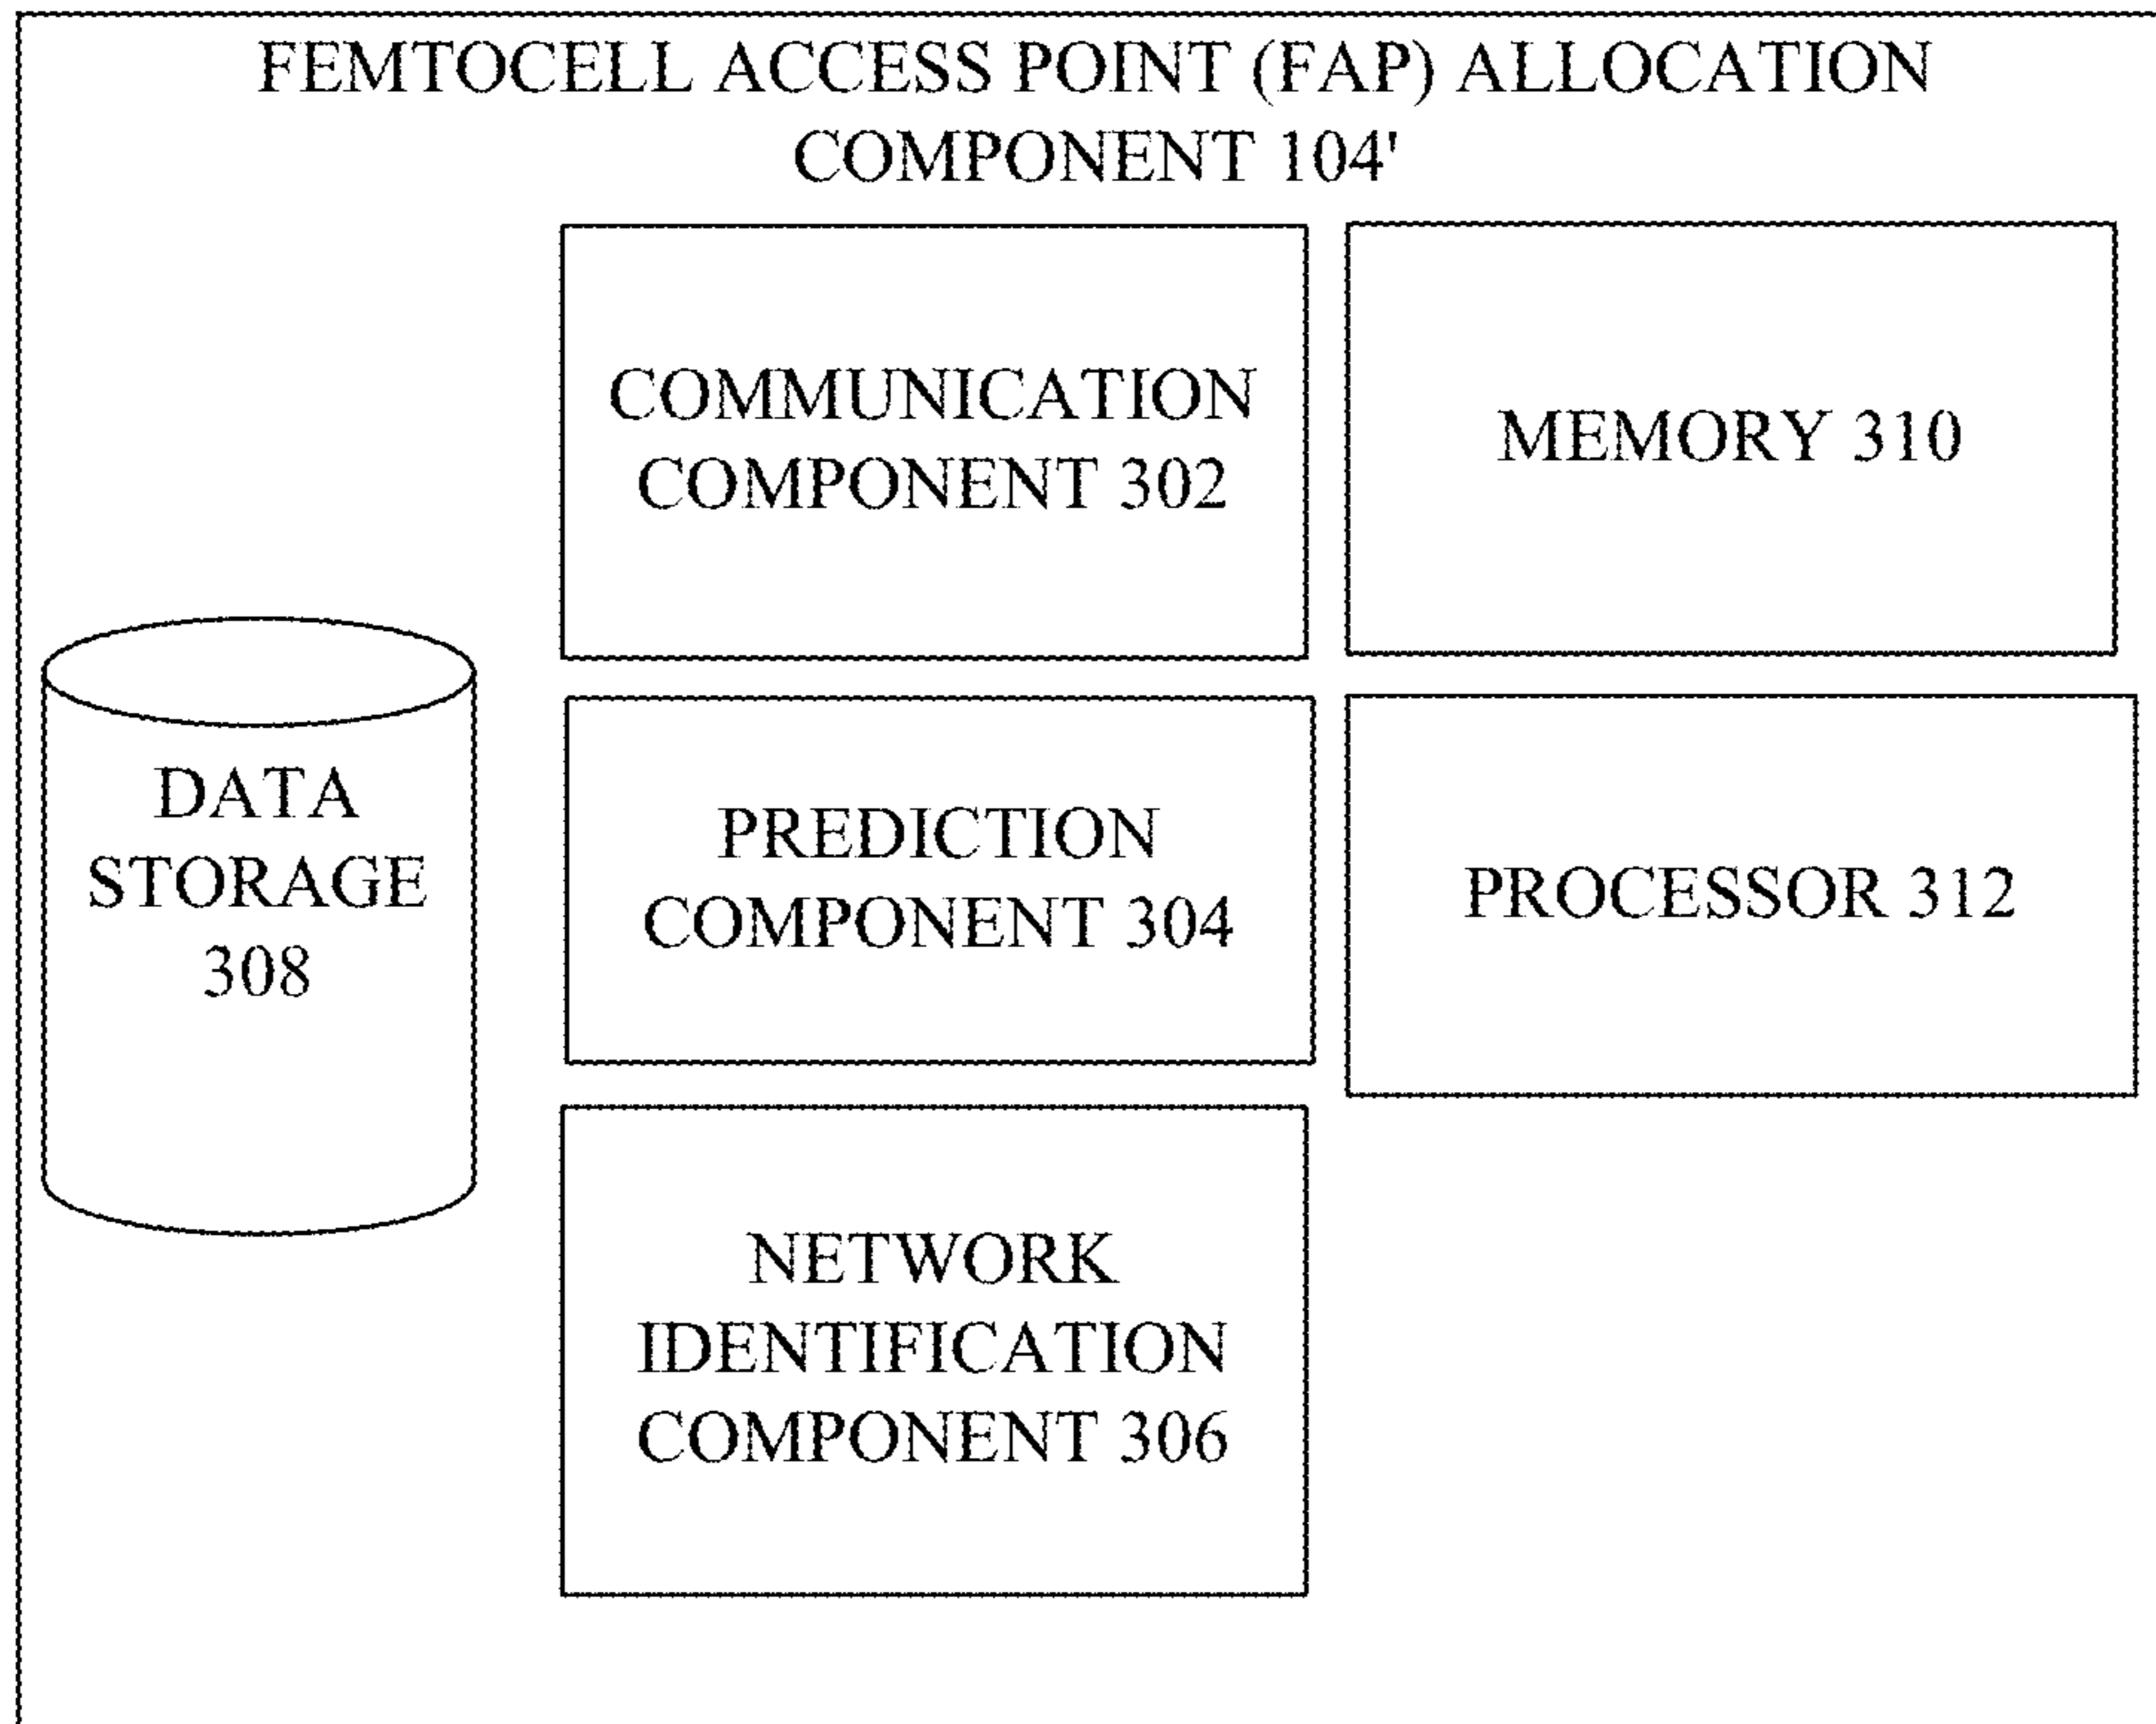 FEMTOCELL ACCESS POINT (FAP) ALLOCATION
COMPONENT 104'
COMMUNICATION
COMPONENT 302
MEMORY 310
DATA
STORAGE
308
PREDICTION
COMPONENT 304
PROCESSOR 312
NETWORK
IDENTIFICATION
COMPONENT 306